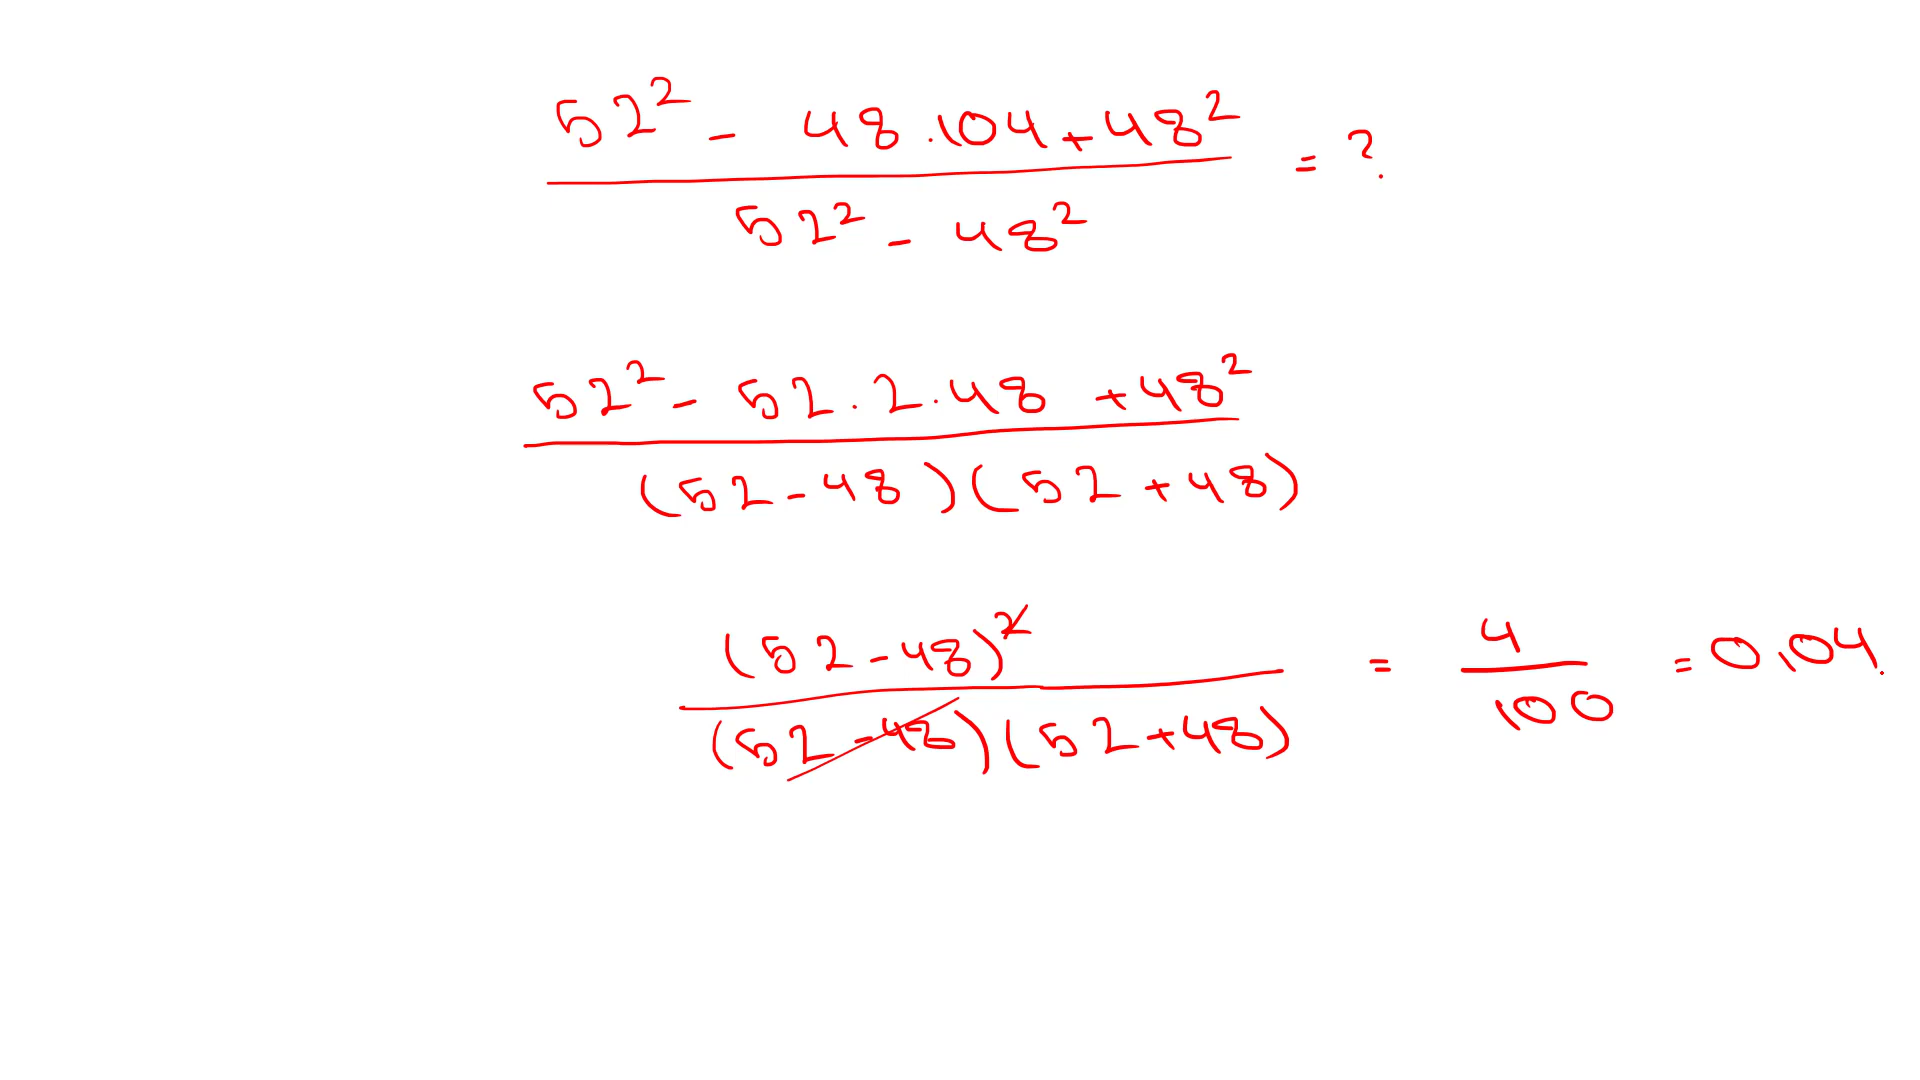 52² - 48.104+48²
= ?
52² - 48²
52² - 52.2.48 +48²
(52-48)(52+48)
(52-48)² = 4 = 0.04.
(52-48)(52+48) 100